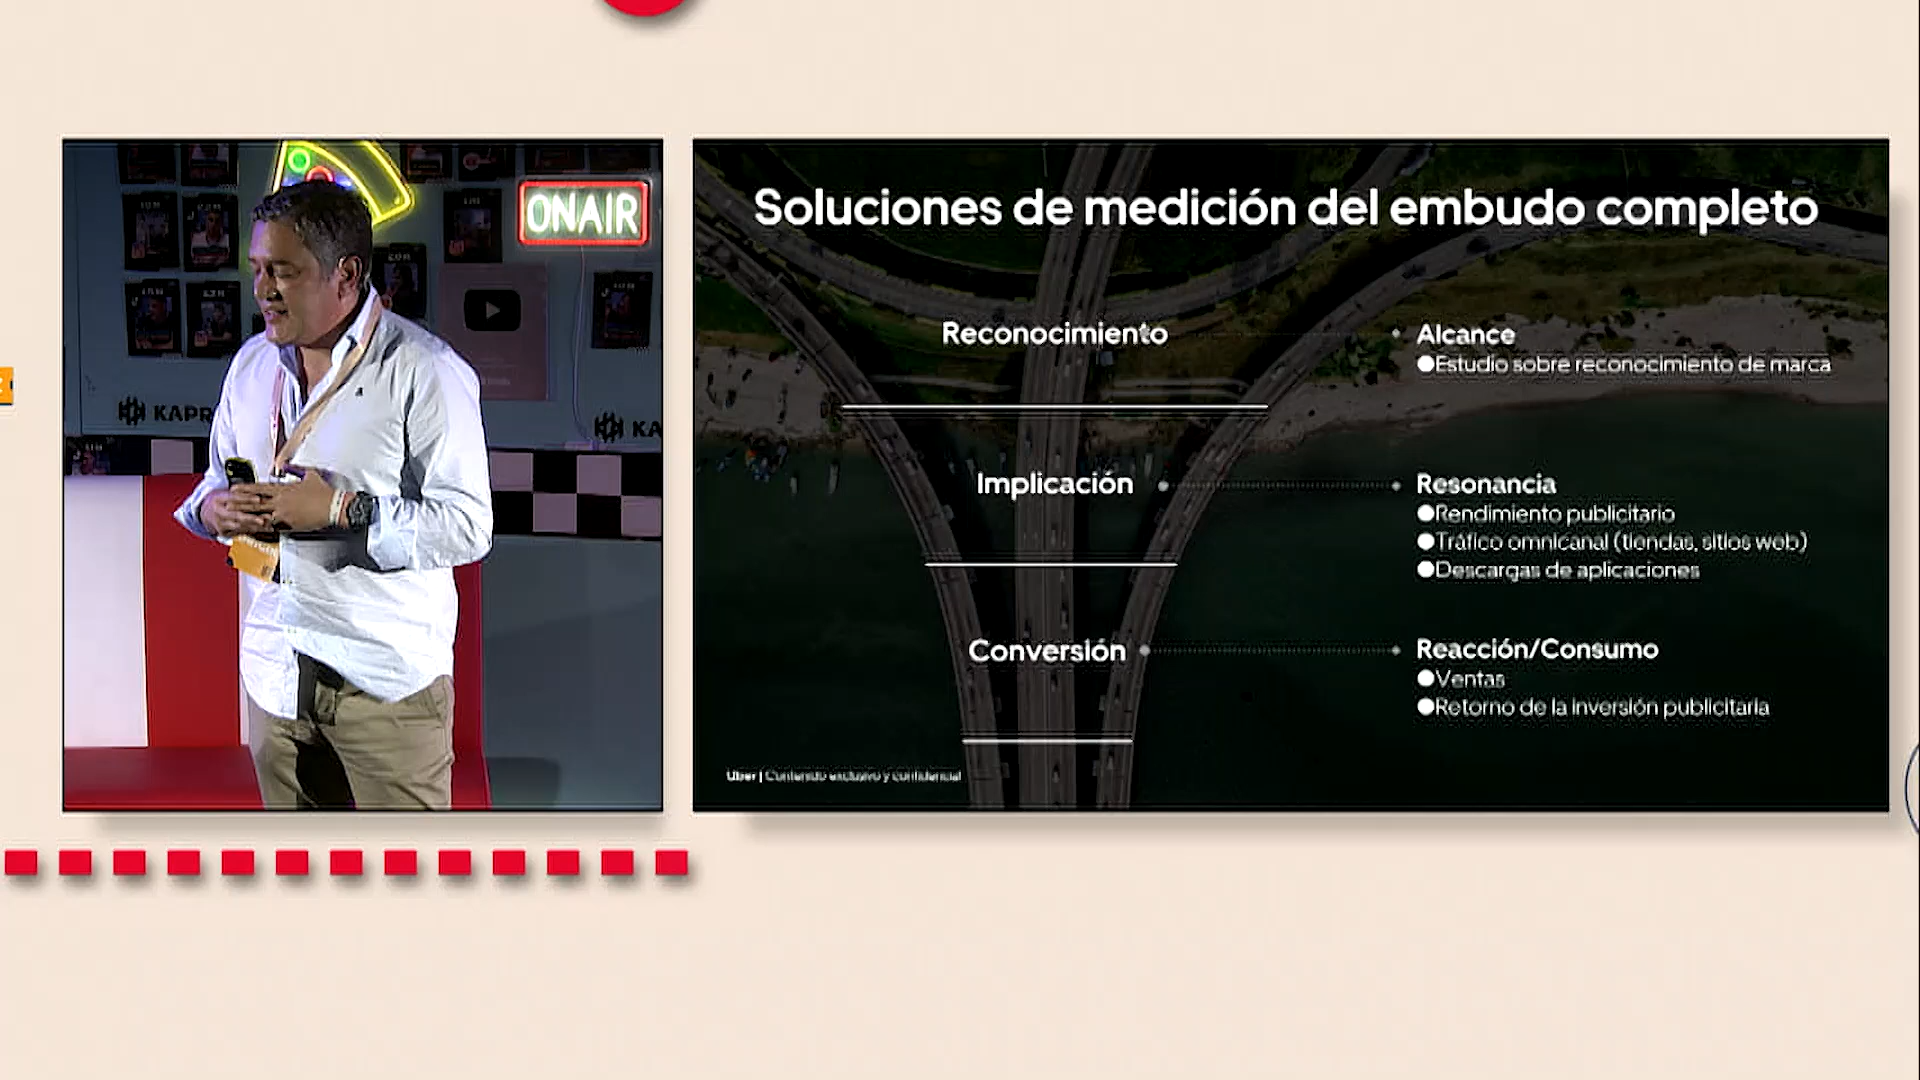 ONAIR
KAPR
KA
Soluciones de medición del embudo completo
Reconocimiento
Alcance
●Estudio sobre reconocimiento de marca
Implicación
Resonancia
●Rendimiento publicitario
●Tráfico omnicanal (tiendas, sitios web)
●Descargas de aplicaciones
Conversión
Reacción/Consumo
●Ventas
●Retorno de la inversión publicitaria
Uber | Contenido exclusivo y confidencial